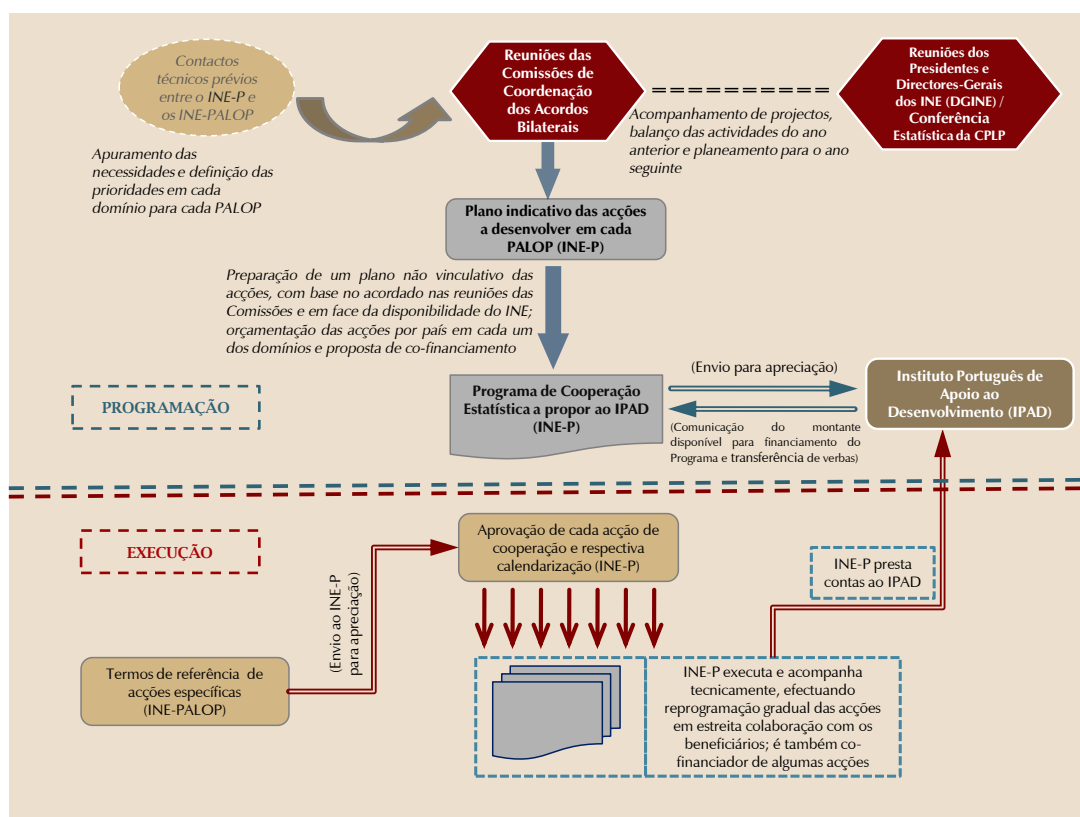 Contactos
técnicos prévios
entre o INE-P e
os INE-PALOP
Apuramento das
necessidades e definição das
prioridades em cada
domínio para cada PALOP
Reuniões das
Comissões de
Coordenação
dos Acordos
Bilaterais
Acompanhamento de projectos,
balanço das actividades do ano
anterior e planeamento para o ano
seguinte
Reuniões dos
Presidentes e
Directores-Gerais
dos INE (DGINE) /
Conferência
Estatística da CPLP
Plano indicativo das acções
a desenvolver em cada
PALOP (INE-P)
Preparação de um plano não vinculativo das
acções, com base no acordado nas reuniões das
Comissões e em face da disponibilidade do INE;
orçamentação das acções por país em cada um
dos domínios e proposta de co-financiamento
PROGRAMAÇÃO
Programa de Cooperação
Estatística a propor ao IPAD
(INE-P)
(Envio para apreciação)
(Comunicação do montante
disponível para financiamento do
Programa e transferência de verbas)
Instituto Português de
Apoio ao
Desenvolvimento (IPAD)
EXECUÇÃO
Aprovação de cada acção de
cooperação e respectiva
calendarização (INE-P)
INE-P presta
contas ao IPAD
(Envio ao INE-P
para apreciação)
Termos de referência de
acções específicas
(INE-PALOP)
INE-P executa e acompanha
tecnicamente, efectuando
reprogramação gradual das acções
em estreita colaboração com os
beneficiários; é também co-
financiador de algumas acções